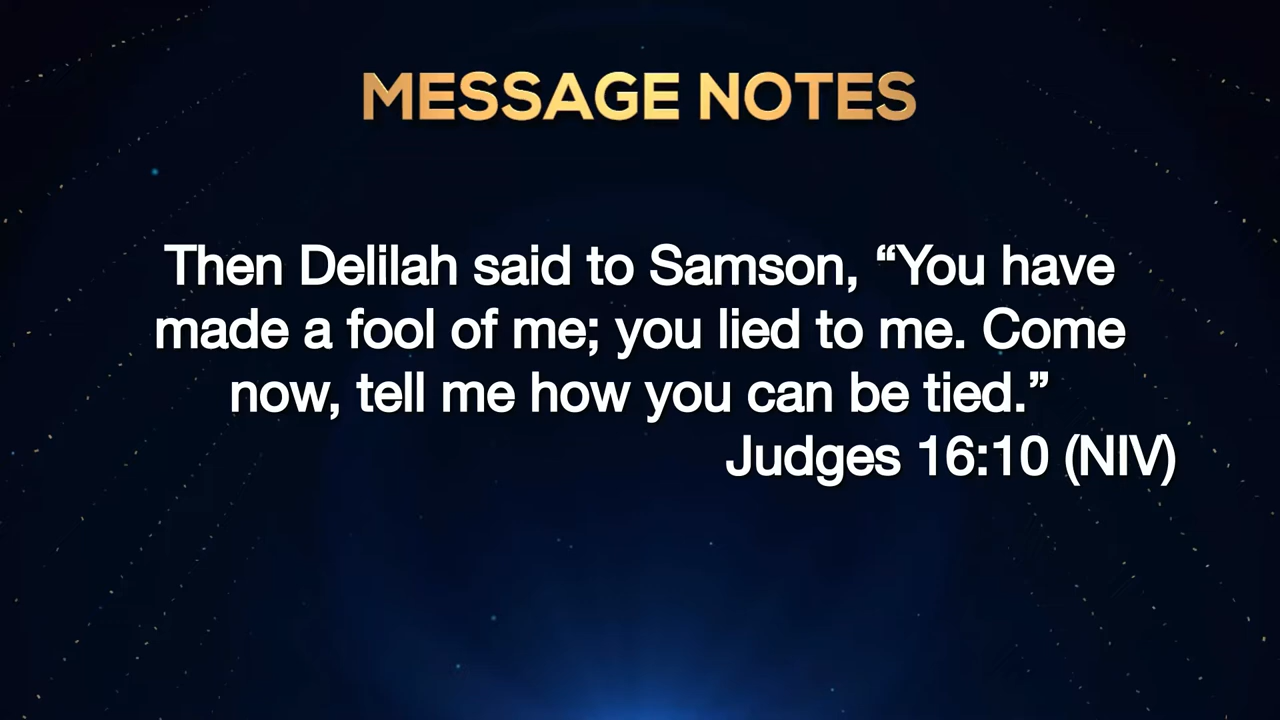 MESSAGE NOTES
Then Delilah said to Samson, “You have
made a fool of me; you lied to me. Come
now, tell me how you can be tied.”
Judges 16:10 (NIV)